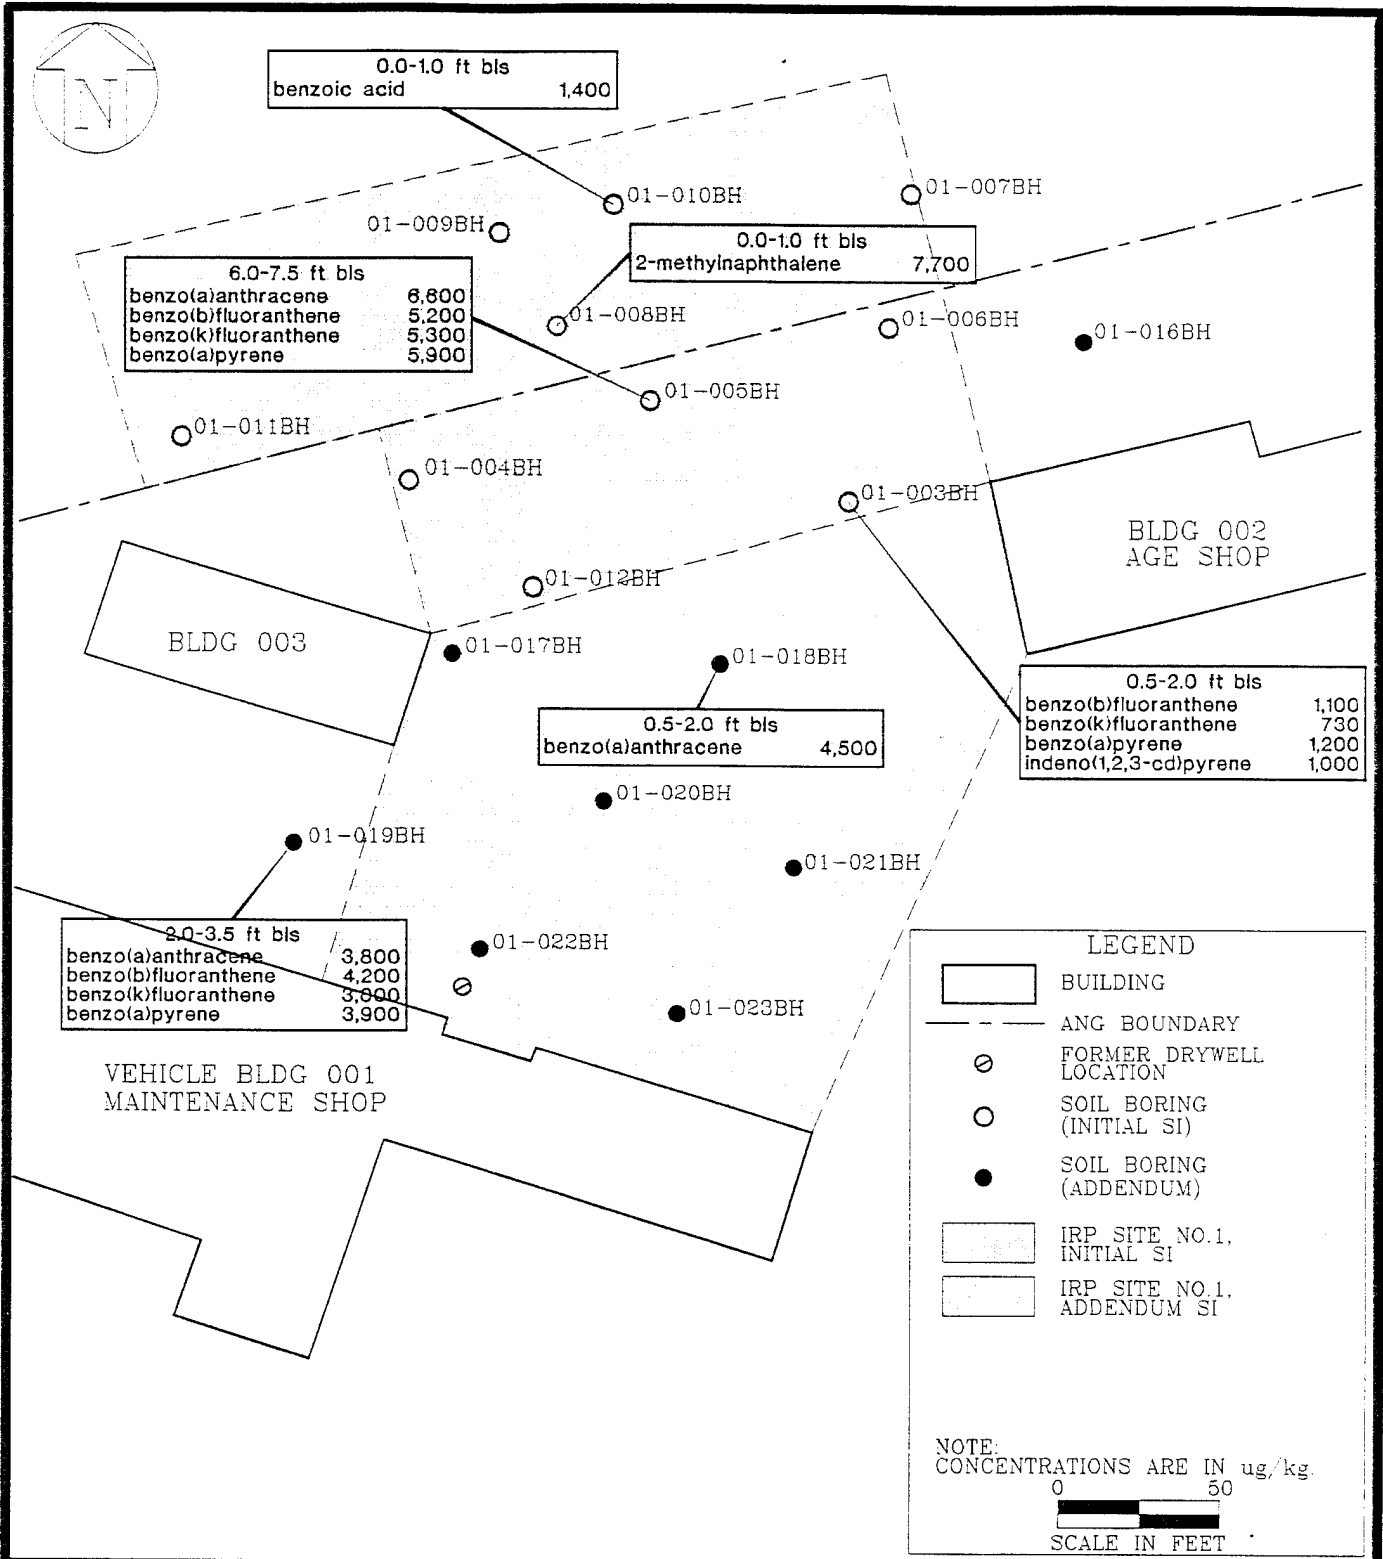 N
0.0-1.0 ft bls
benzoic acid 1,400
01-010BH
01-007BH
01-009BH
0.0-1.0 ft bls
2-methylnaphthalene 7,700
6.0-7.5 ft bls
benzo(a)anthracene 6,600
benzo(b)fluoranthene 5,200
benzo(k)fluoranthene 5,300
benzo(a)pyrene 5,900
01-008BH
01-006BH
01-016BH
01-005BH
01-011BH
01-004BH
01-003BH
BLDG 002
AGE SHOP
01-012BH
BLDG 003
01-017BH
01-018BH
0.5-2.0 ft bls
benzo(b)fluoranthene 1,100
benzo(k)fluoranthene 730
benzo(a)pyrene 1,200
indeno(1,2,3-cd)pyrene 1,000
0.5-2.0 ft bls
benzo(a)anthracene 4,500
01-020BH
01-019BH
01-021BH
2.0-3.5 ft bls
benzo(a)anthracene 3,800
benzo(b)fluoranthene 4,200
benzo(k)fluoranthene
benzo(a)pyrene 3,900
01-022BH
01-023BH
VEHICLE BLDG 001
MAINTENANCE SHOP
LEGEND
BUILDING
ANG BOUNDARY
FORMER DRYWELL
LOCATION
SOIL BORING
(INITIAL SI)
SOIL BORING
(ADDENDUM)
IRP SITE NO.1,
INITIAL SI
IRP SITE NO.1,
ADDENDUM SI
NOTE:
CONCENTRATIONS ARE IN ug/kg.
0 50
SCALE IN FEET